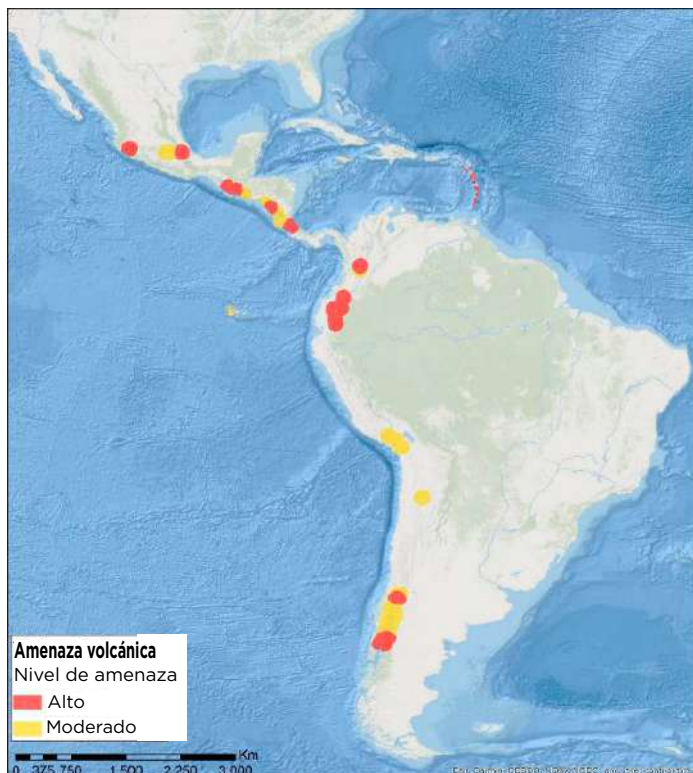 Amenaza volcánica
Nivel de amenaza
Alto
Moderado
Km
0 375 750 1,500 2,250 3,000